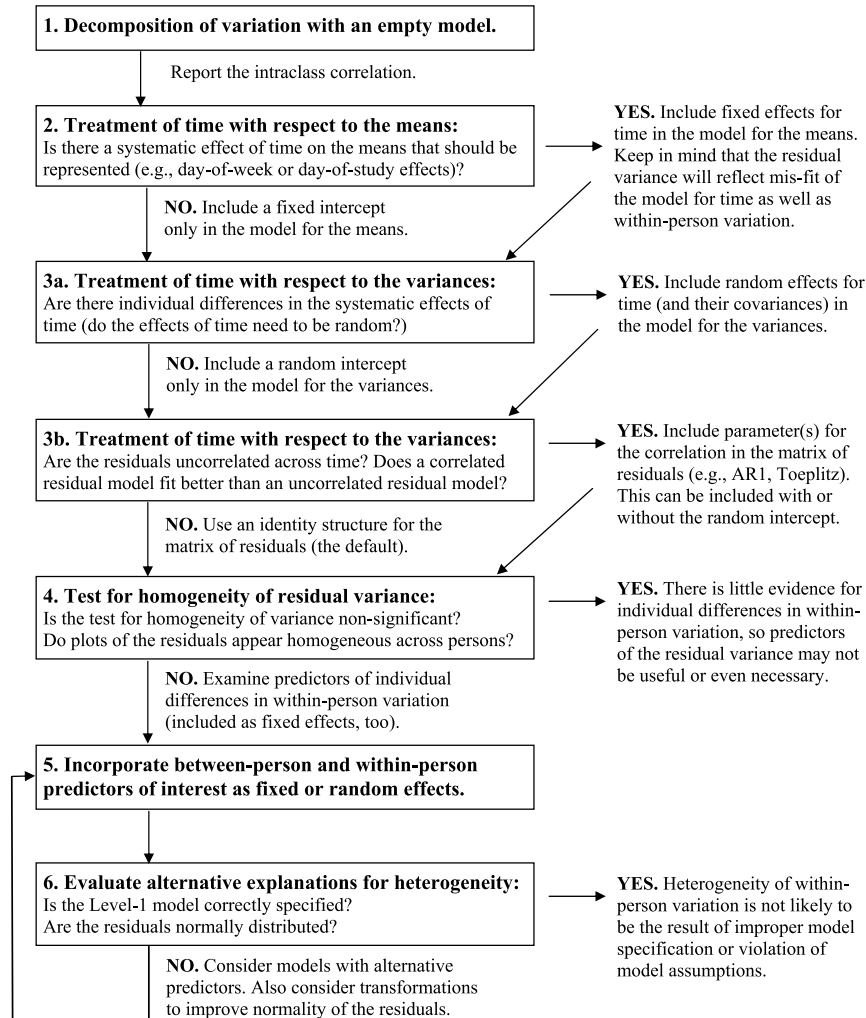 1. Decomposition of variation with an empty model.
Report the intraclass correlation.
2. Treatment of time with respect to the means:
Is there a systematic effect of time on the means that should be
represented (e.g., day-of-week or day-of-study effects)?
YES. Include fixed effects for
time in the model for the means.
Keep in mind that the residual
variance will reflect mis-fit of
the model for time as well as
within-person variation.
NO. Include a fixed intercept
only in the model for the means.
3a. Treatment of time with respect to the variances:
Are there individual differences in the systematic effects of
time (do the effects of time need to be random?)
YES. Include random effects for
time (and their covariances) in
the model for the variances.
NO. Include a random intercept
only in the model for the variances.
3b. Treatment of time with respect to the variances:
Are the residuals uncorrelated across time? Does a correlated
residual model fit better than an uncorrelated residual model?
YES. Include parameter(s) for
the correlation in the matrix of
residuals (e.g., AR1, Toeplitz).
This can be included with or
without the random intercept.
NO. Use an identity structure for the
matrix of residuals (the default).
4. Test for homogeneity of residual variance:
Is the test for homogeneity of variance non-significant?
Do plots of the residuals appear homogeneous across persons?
YES. There is little evidence for
individual differences in within-
person variation, so predictors
of the residual variance may not
be useful or even necessary.
NO. Examine predictors of individual
differences in within-person variation
(included as fixed effects, too).
5. Incorporate between-person and within-person
predictors of interest as fixed or random effects.
6. Evaluate alternative explanations for heterogeneity:
Is the Level-1 model correctly specified?
Are the residuals normally distributed?
YES. Heterogeneity of within-
person variation is not likely to
be the result of improper model
specification or violation of
model assumptions.
NO. Consider models with alternative
predictors. Also consider transformations
to improve normality of the residuals.